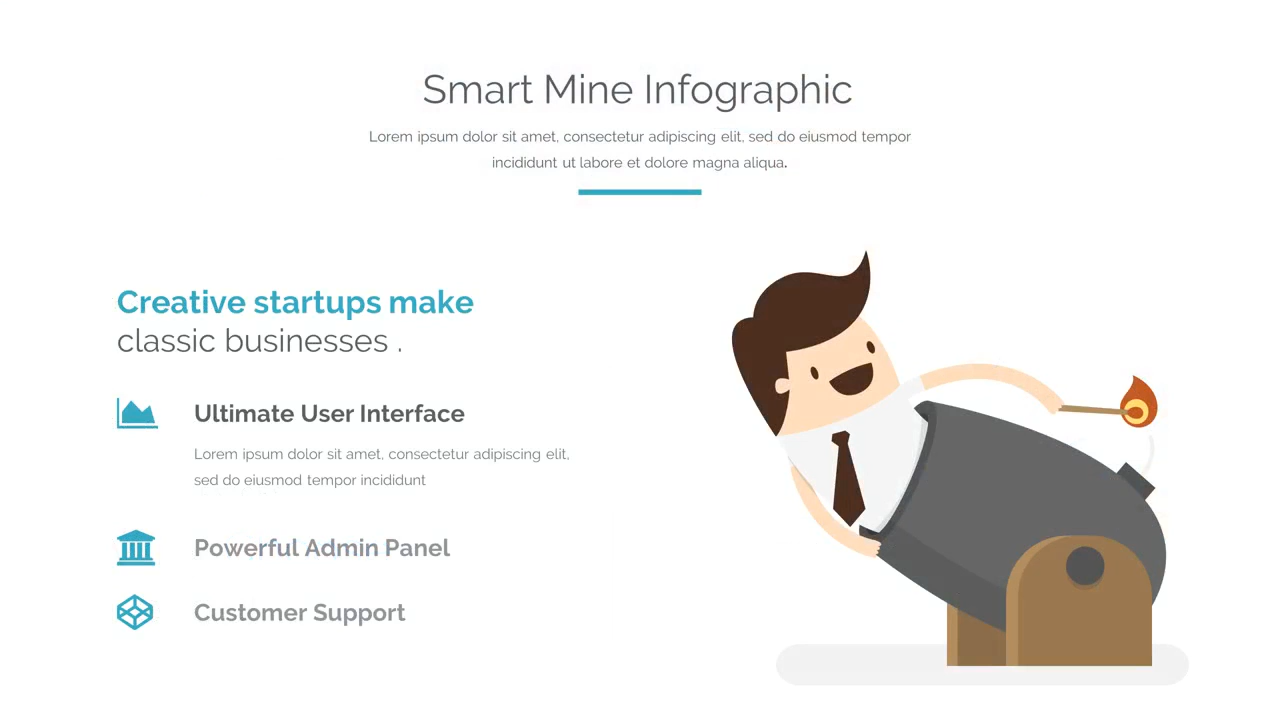 Smart Mine Infographic
Lorem ipsum dolor sit amet, consectetur adipiscing elit, sed do eiusmod tempor
incididunt ut labore et dolore magna aliqua.
Creative startups make
classic businesses .
Ultimate User Interface
Lorem ipsum dolor sit amet, consectetur adipiscing elit,
sed do eiusmod tempor incididunt
Powerful Admin Panel
Customer Support